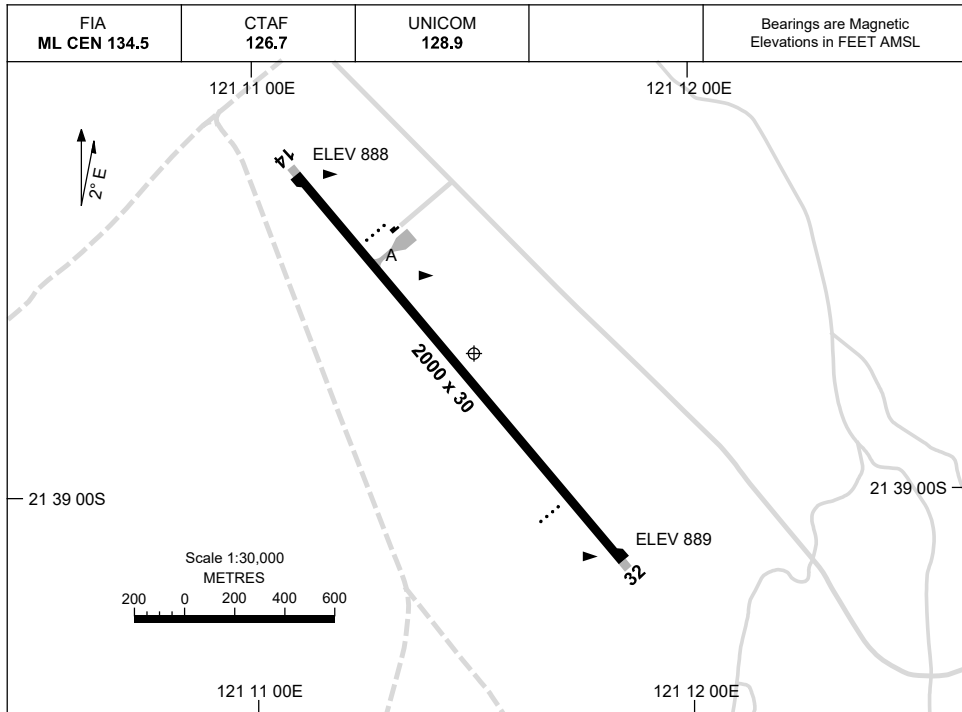 FIA
ML CEN 134.5
CTAF
126.7
UNICOM
128.9
Bearings are Magnetic
Elevations in FEET AMSL
121 11 00E
121 12 00E
2° E
14
ELEV 888
A
2000 x 30
21 39 00S
21 39 00S
ELEV 889
32
Scale 1:30,000
METRES
200 0 200 400 600
121 11 00E
121 12 00E